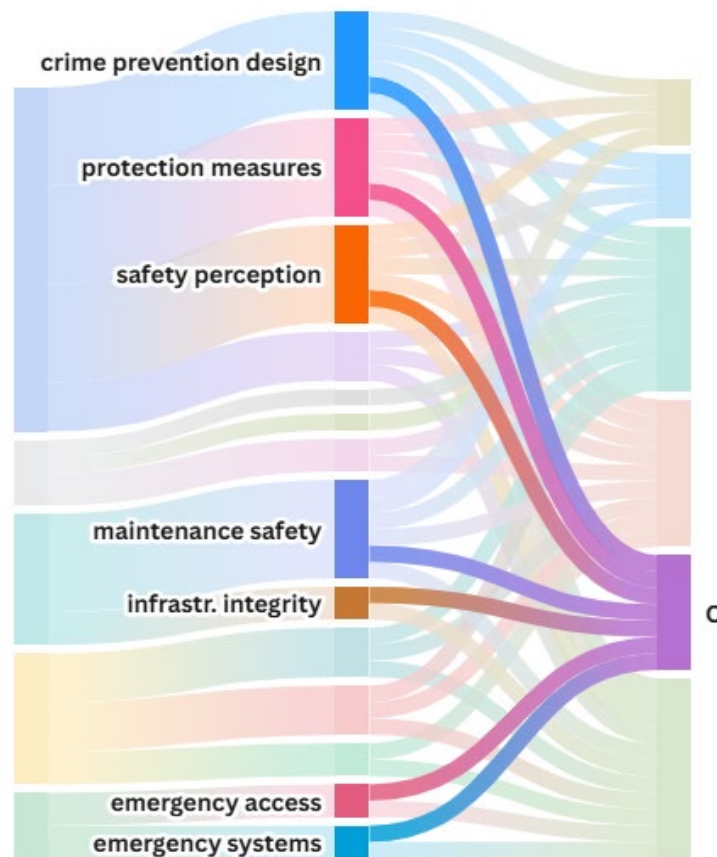 crime prevention design
protection measures
safety perception
maintenance safety
infrastr. integrity
emergency access
emergency systems